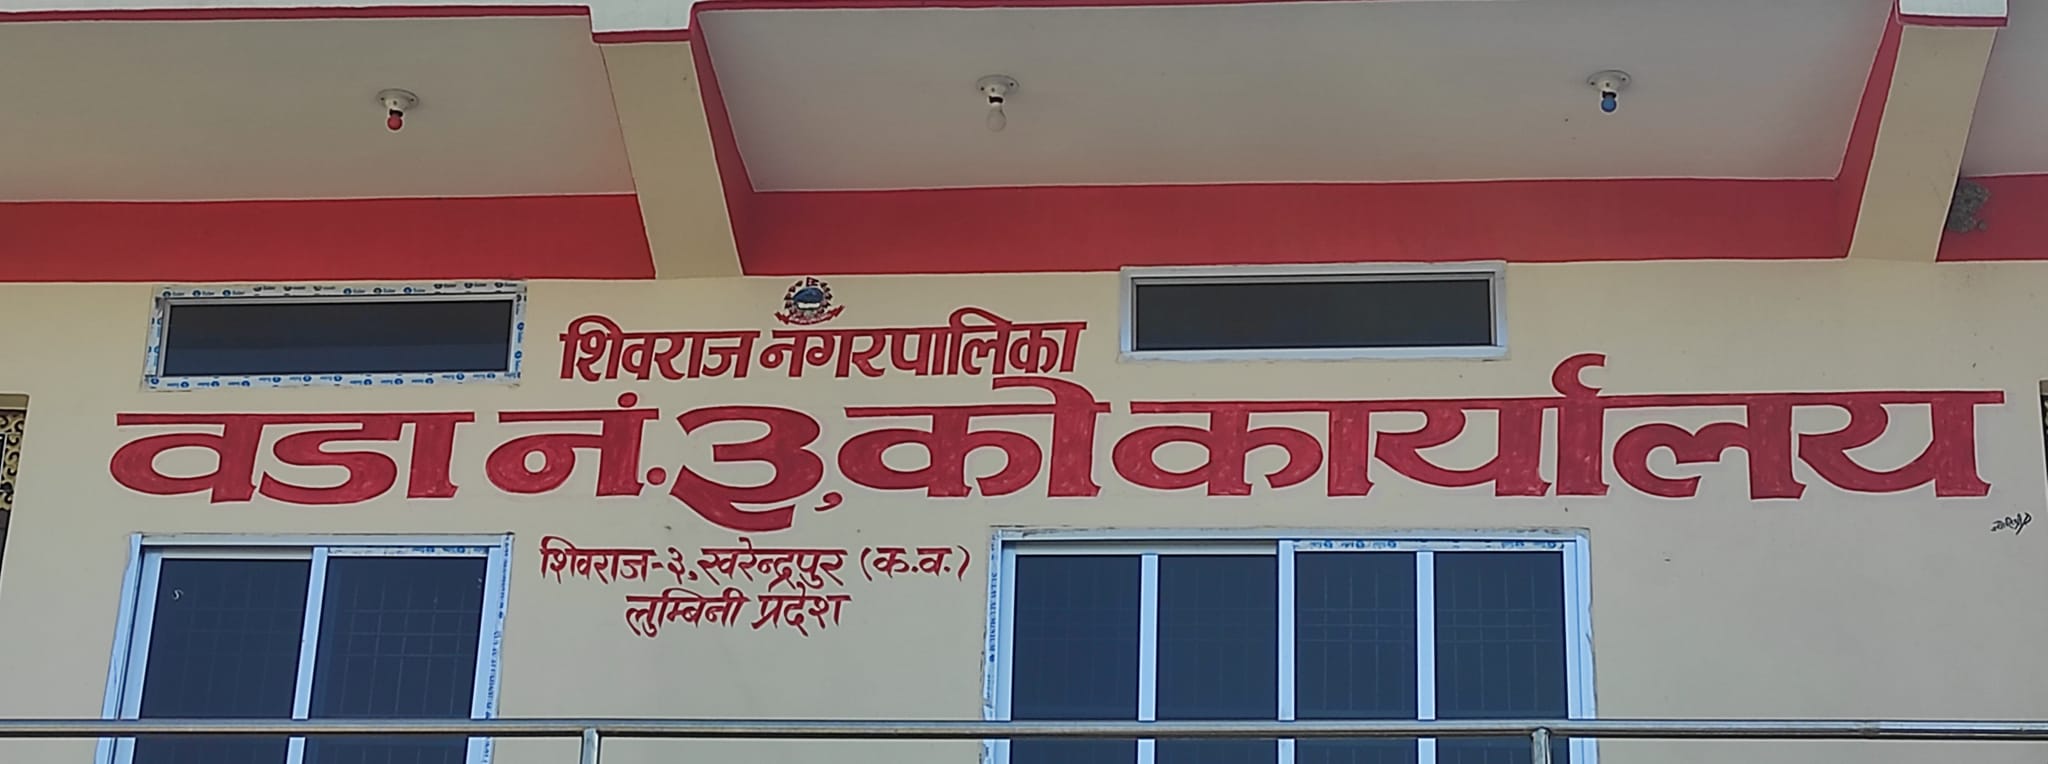 शिवराज नगरपालिका
वडा नं. ३, को कार्यालय
शिवराज-३, खरेन्द्रपुर (क.व.)
लुम्बिनी प्रदेश